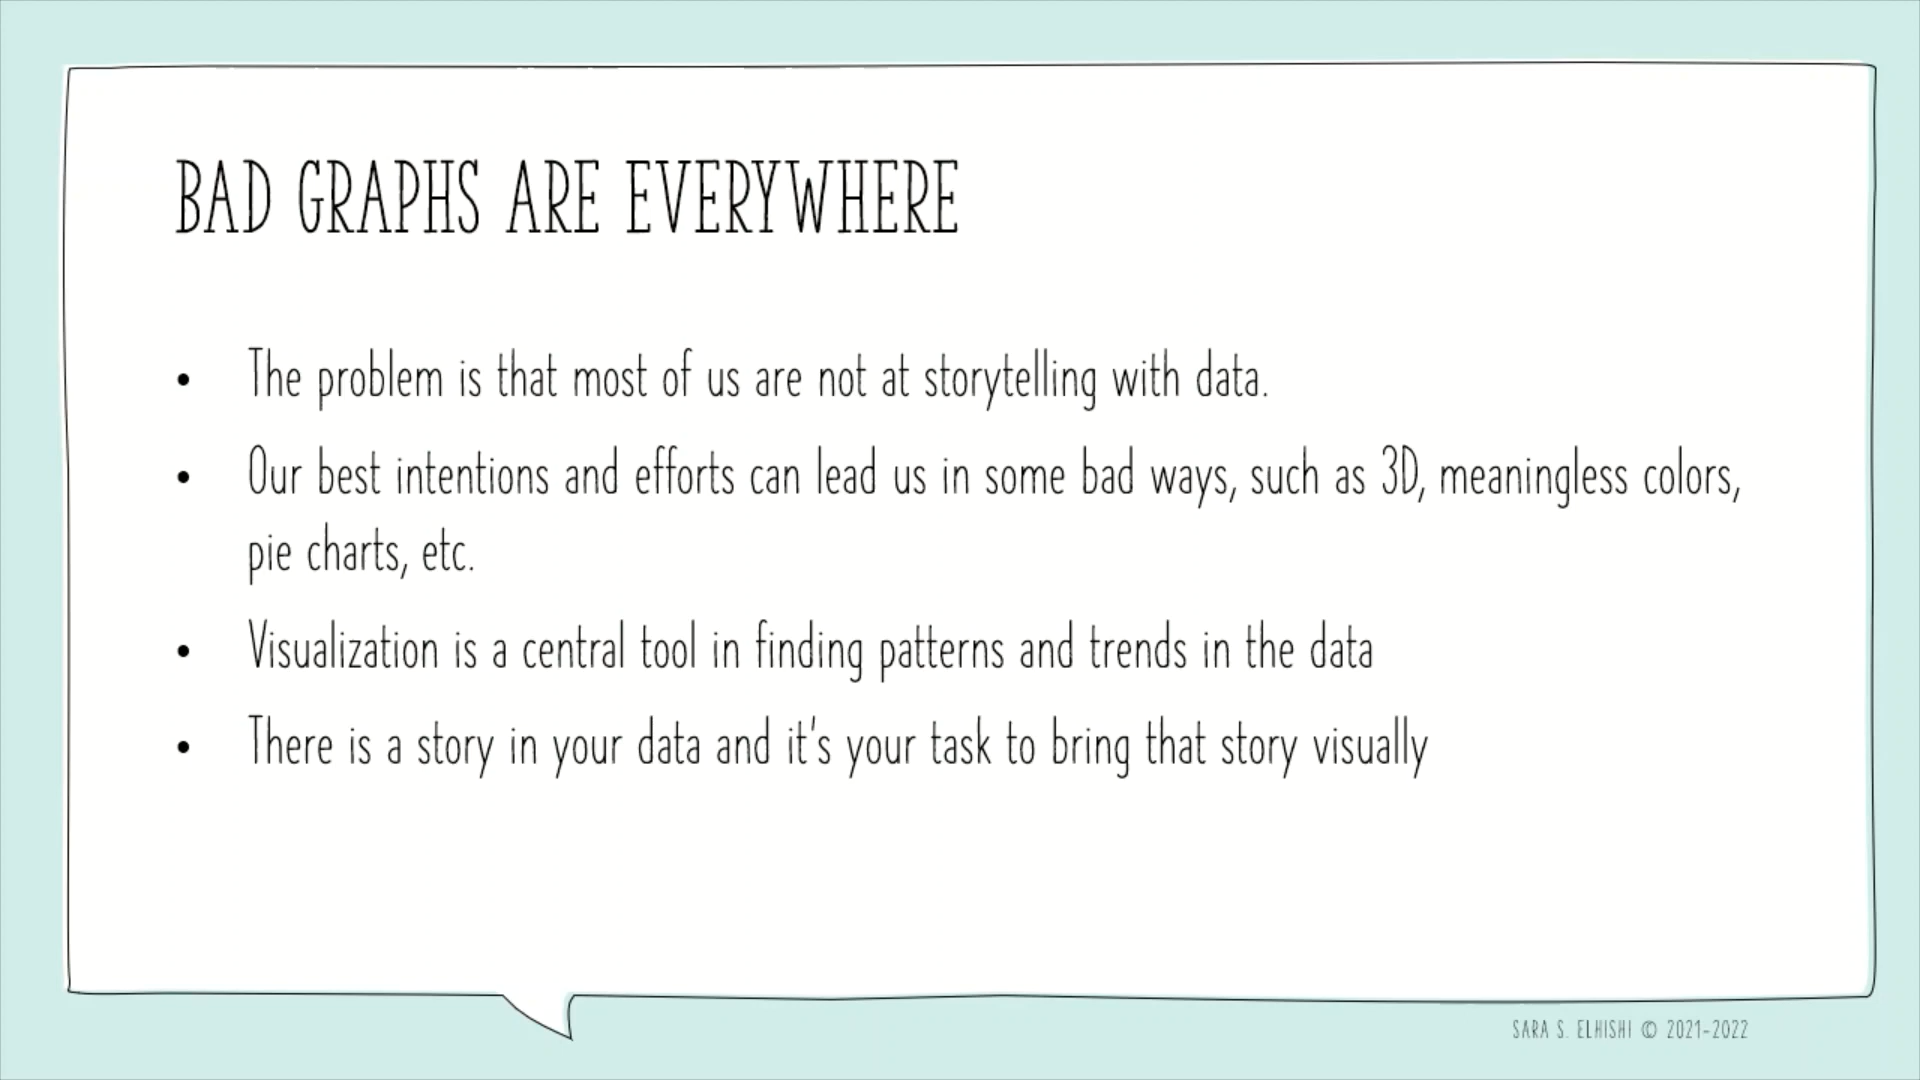 BAD GRAPHS ARE EVERYWHERE
• The problem is that most of us are not at storytelling with data.
• Our best intentions and efforts can lead us in some bad ways, such as 3D, meaningless colors,
pie charts, etc.
• Visualization is a central tool in finding patterns and trends in the data
• There is a story in your data and it's your task to bring that story visually
SARA S. ELHISHI © 2021-2022